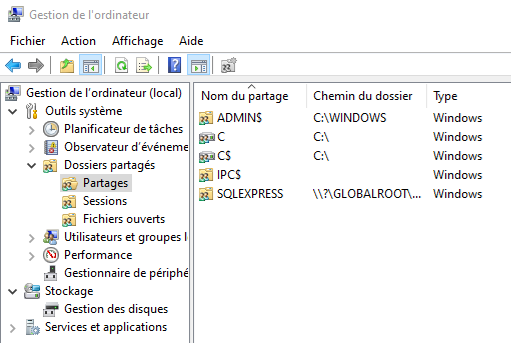 Gestion de l'ordinateur
Fichier Action Affichage Aide
Gestion de l'ordinateur (local)
Outils système
Planificateur de tâches
Observateur d'événeme
Dossiers partagés
Partages
Sessions
Fichiers ouverts
Utilisateurs et groupes l
Performance
Gestionnaire de périphé
Stockage
Gestion des disques
Services et applications
Nom du partage Chemin du dossier Type
ADMIN$ C:\WINDOWS Windows
C C:\ Windows
C$ C:\ Windows
IPC$ Windows
SQLEXPRESS \\?\GLOBALROOT\... Windows